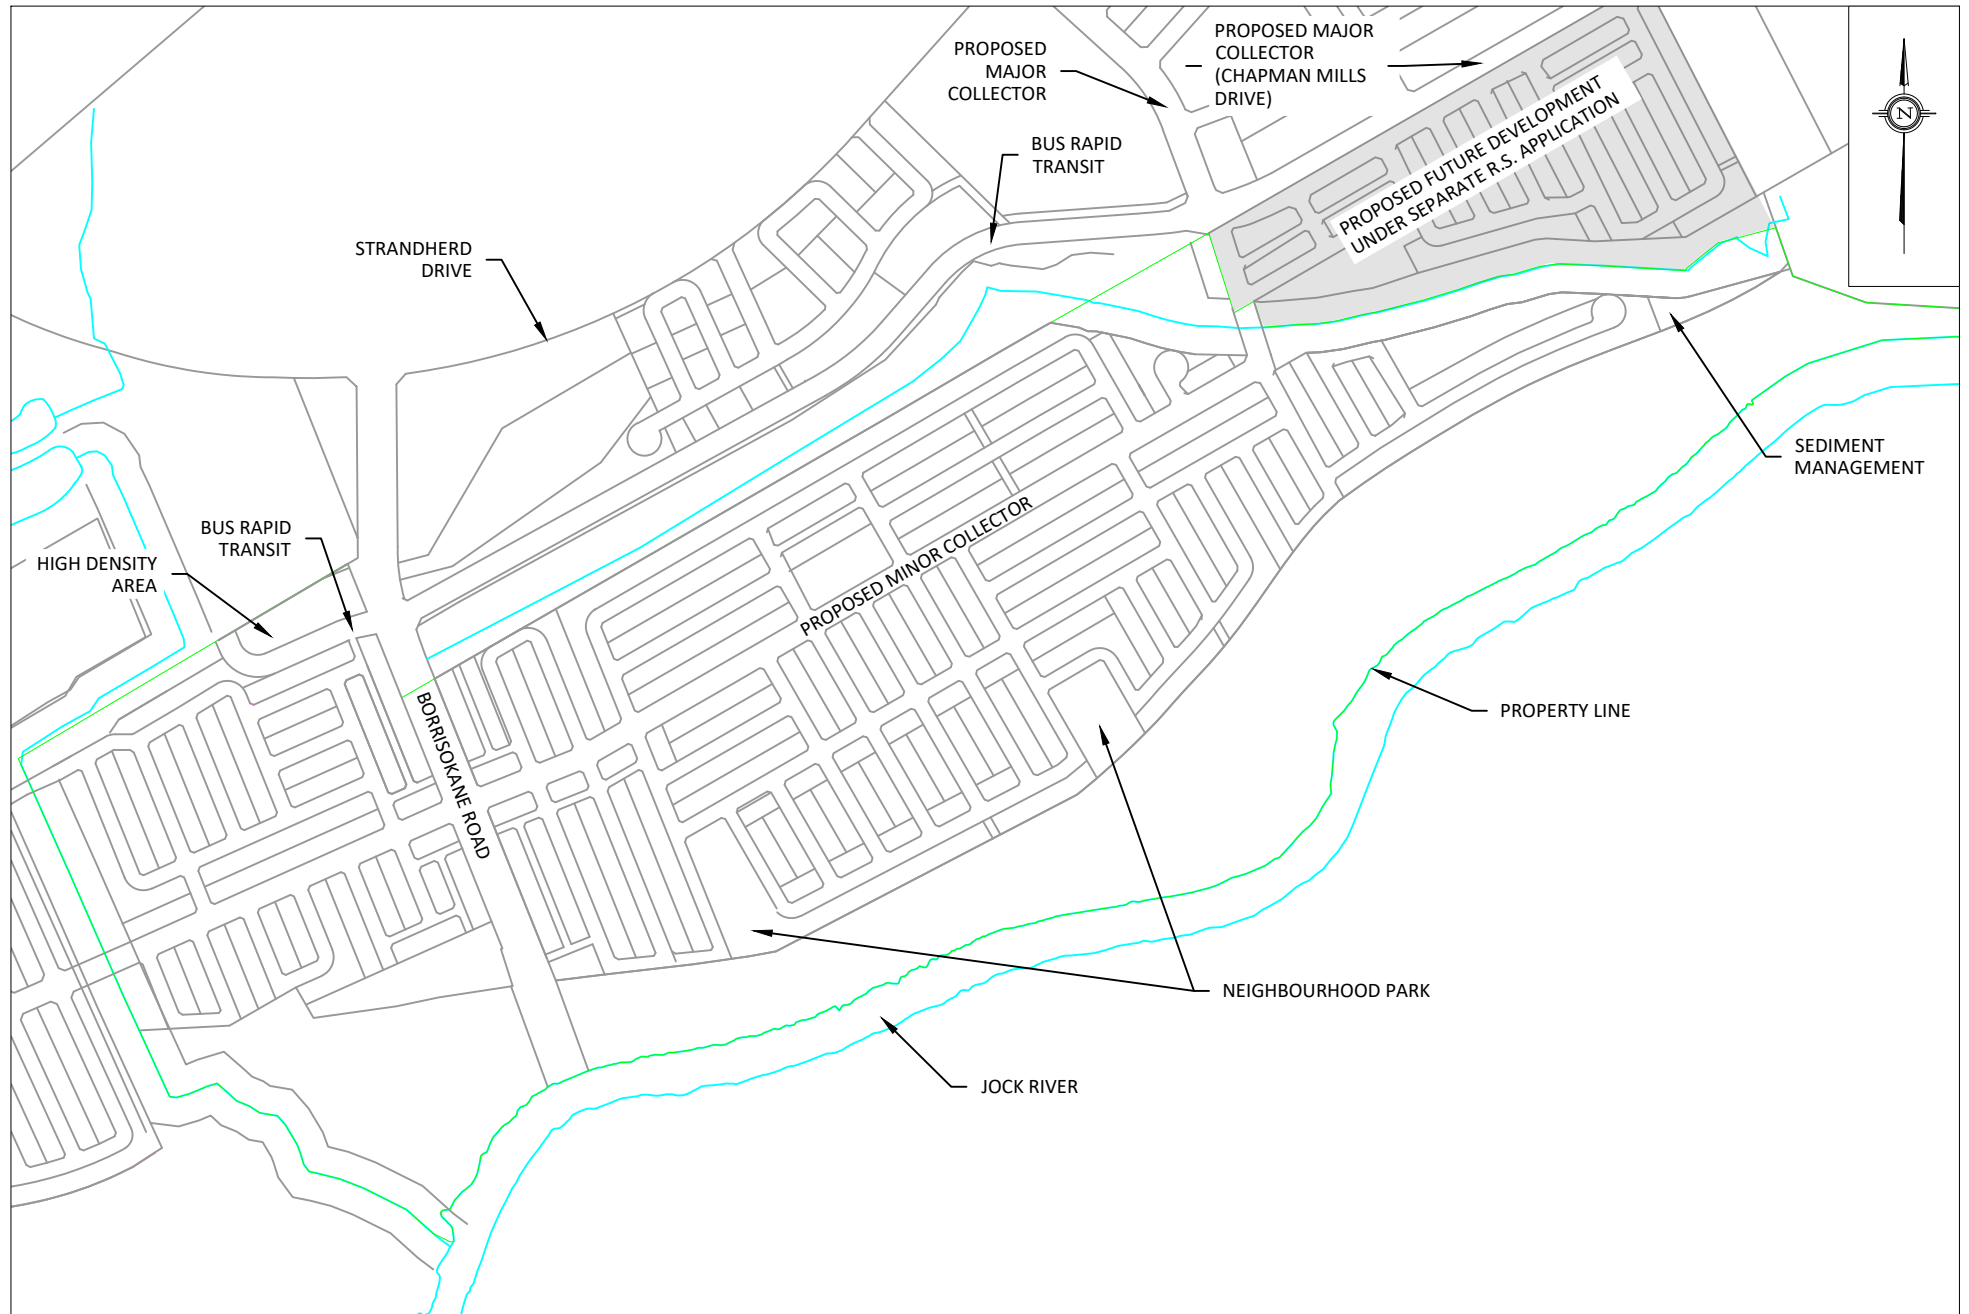 PROPOSED
MAJOR
COLLECTOR
PROPOSED MAJOR
COLLECTOR
(CHAPMAN MILLS
DRIVE)
N
BUS RAPID
TRANSIT
PROPOSED FUTURE DEVELOPMENT
UNDER SEPARATE R.S. APPLICATION
STRANDHERD
DRIVE
SEDIMENT
MANAGEMENT
BUS RAPID
TRANSIT
HIGH DENSITY
AREA
PROPOSED MINOR COLLECTOR
BORRISOKANE ROAD
PROPERTY LINE
NEIGHBOURHOOD PARK
JOCK RIVER